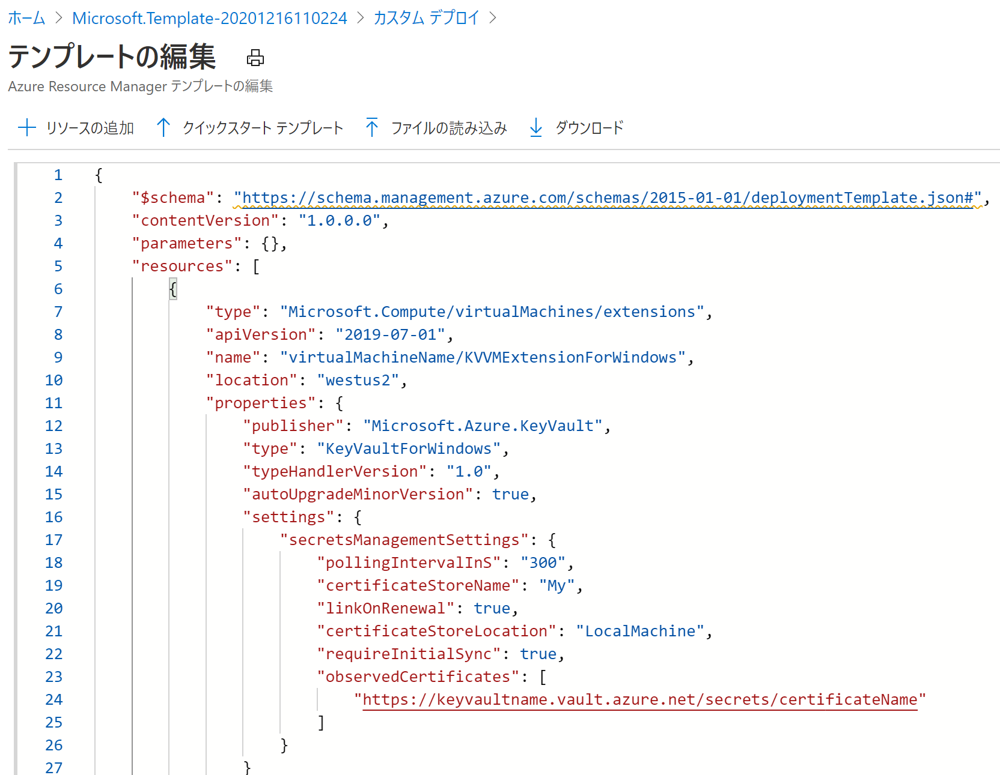 ホーム > Microsoft.Template-20201216110224 > カスタム デプロイ >
テンプレートの編集
Azure Resource Manager テンプレートの編集
リソースの追加 クイックスタート テンプレート ファイルの読み込み ダウンロード
1 {
2 "$schema": "https://schema.management.azure.com/schemas/2015-01-01/deploymentTemplate.json#",
3 "contentVersion": "1.0.0.0",
4 "parameters": {},
5 "resources": [
6 {
7 "type": "Microsoft.Compute/virtualMachines/extensions",
8 "apiVersion": "2019-07-01",
9 "name": "virtualMachineName/KVVMExtensionForWindows",
10 "location": "westus2",
11 "properties": {
12 "publisher": "Microsoft.Azure.KeyVault",
13 "type": "KeyVaultForWindows",
14 "typeHandlerVersion": "1.0",
15 "autoUpgradeMinorVersion": true,
16 "settings": {
17 "secretsManagementSettings": {
18 "pollingIntervalInS": "300",
19 "certificateStoreName": "My",
20 "linkOnRenewal": true,
21 "certificateStoreLocation": "LocalMachine",
22 "requireInitialSync": true,
23 "observedCertificates": [
24 "https://keyvaultname.vault.azure.net/secrets/certificateName"
25 ]
26 }
27 }